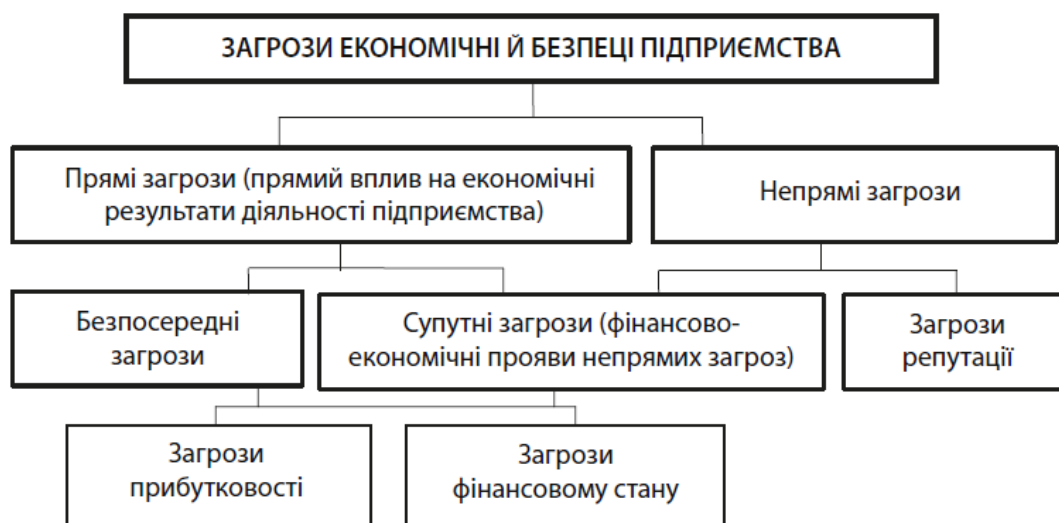 ЗАГРОЗИ ЕКОНОМІЧНІ Й БЕЗПЕЦІ ПІДПРИЄМСТВА
Прямі загрози (прямий вплив на економічні
результати діяльності підприємства)
Непрямі загрози
Безпосередні
загрози
Супутні загрози (фінансово-
економічні прояви непрямих загроз)
Загрози
репутації
Загрози
прибутковості
Загрози
фінансовому стану